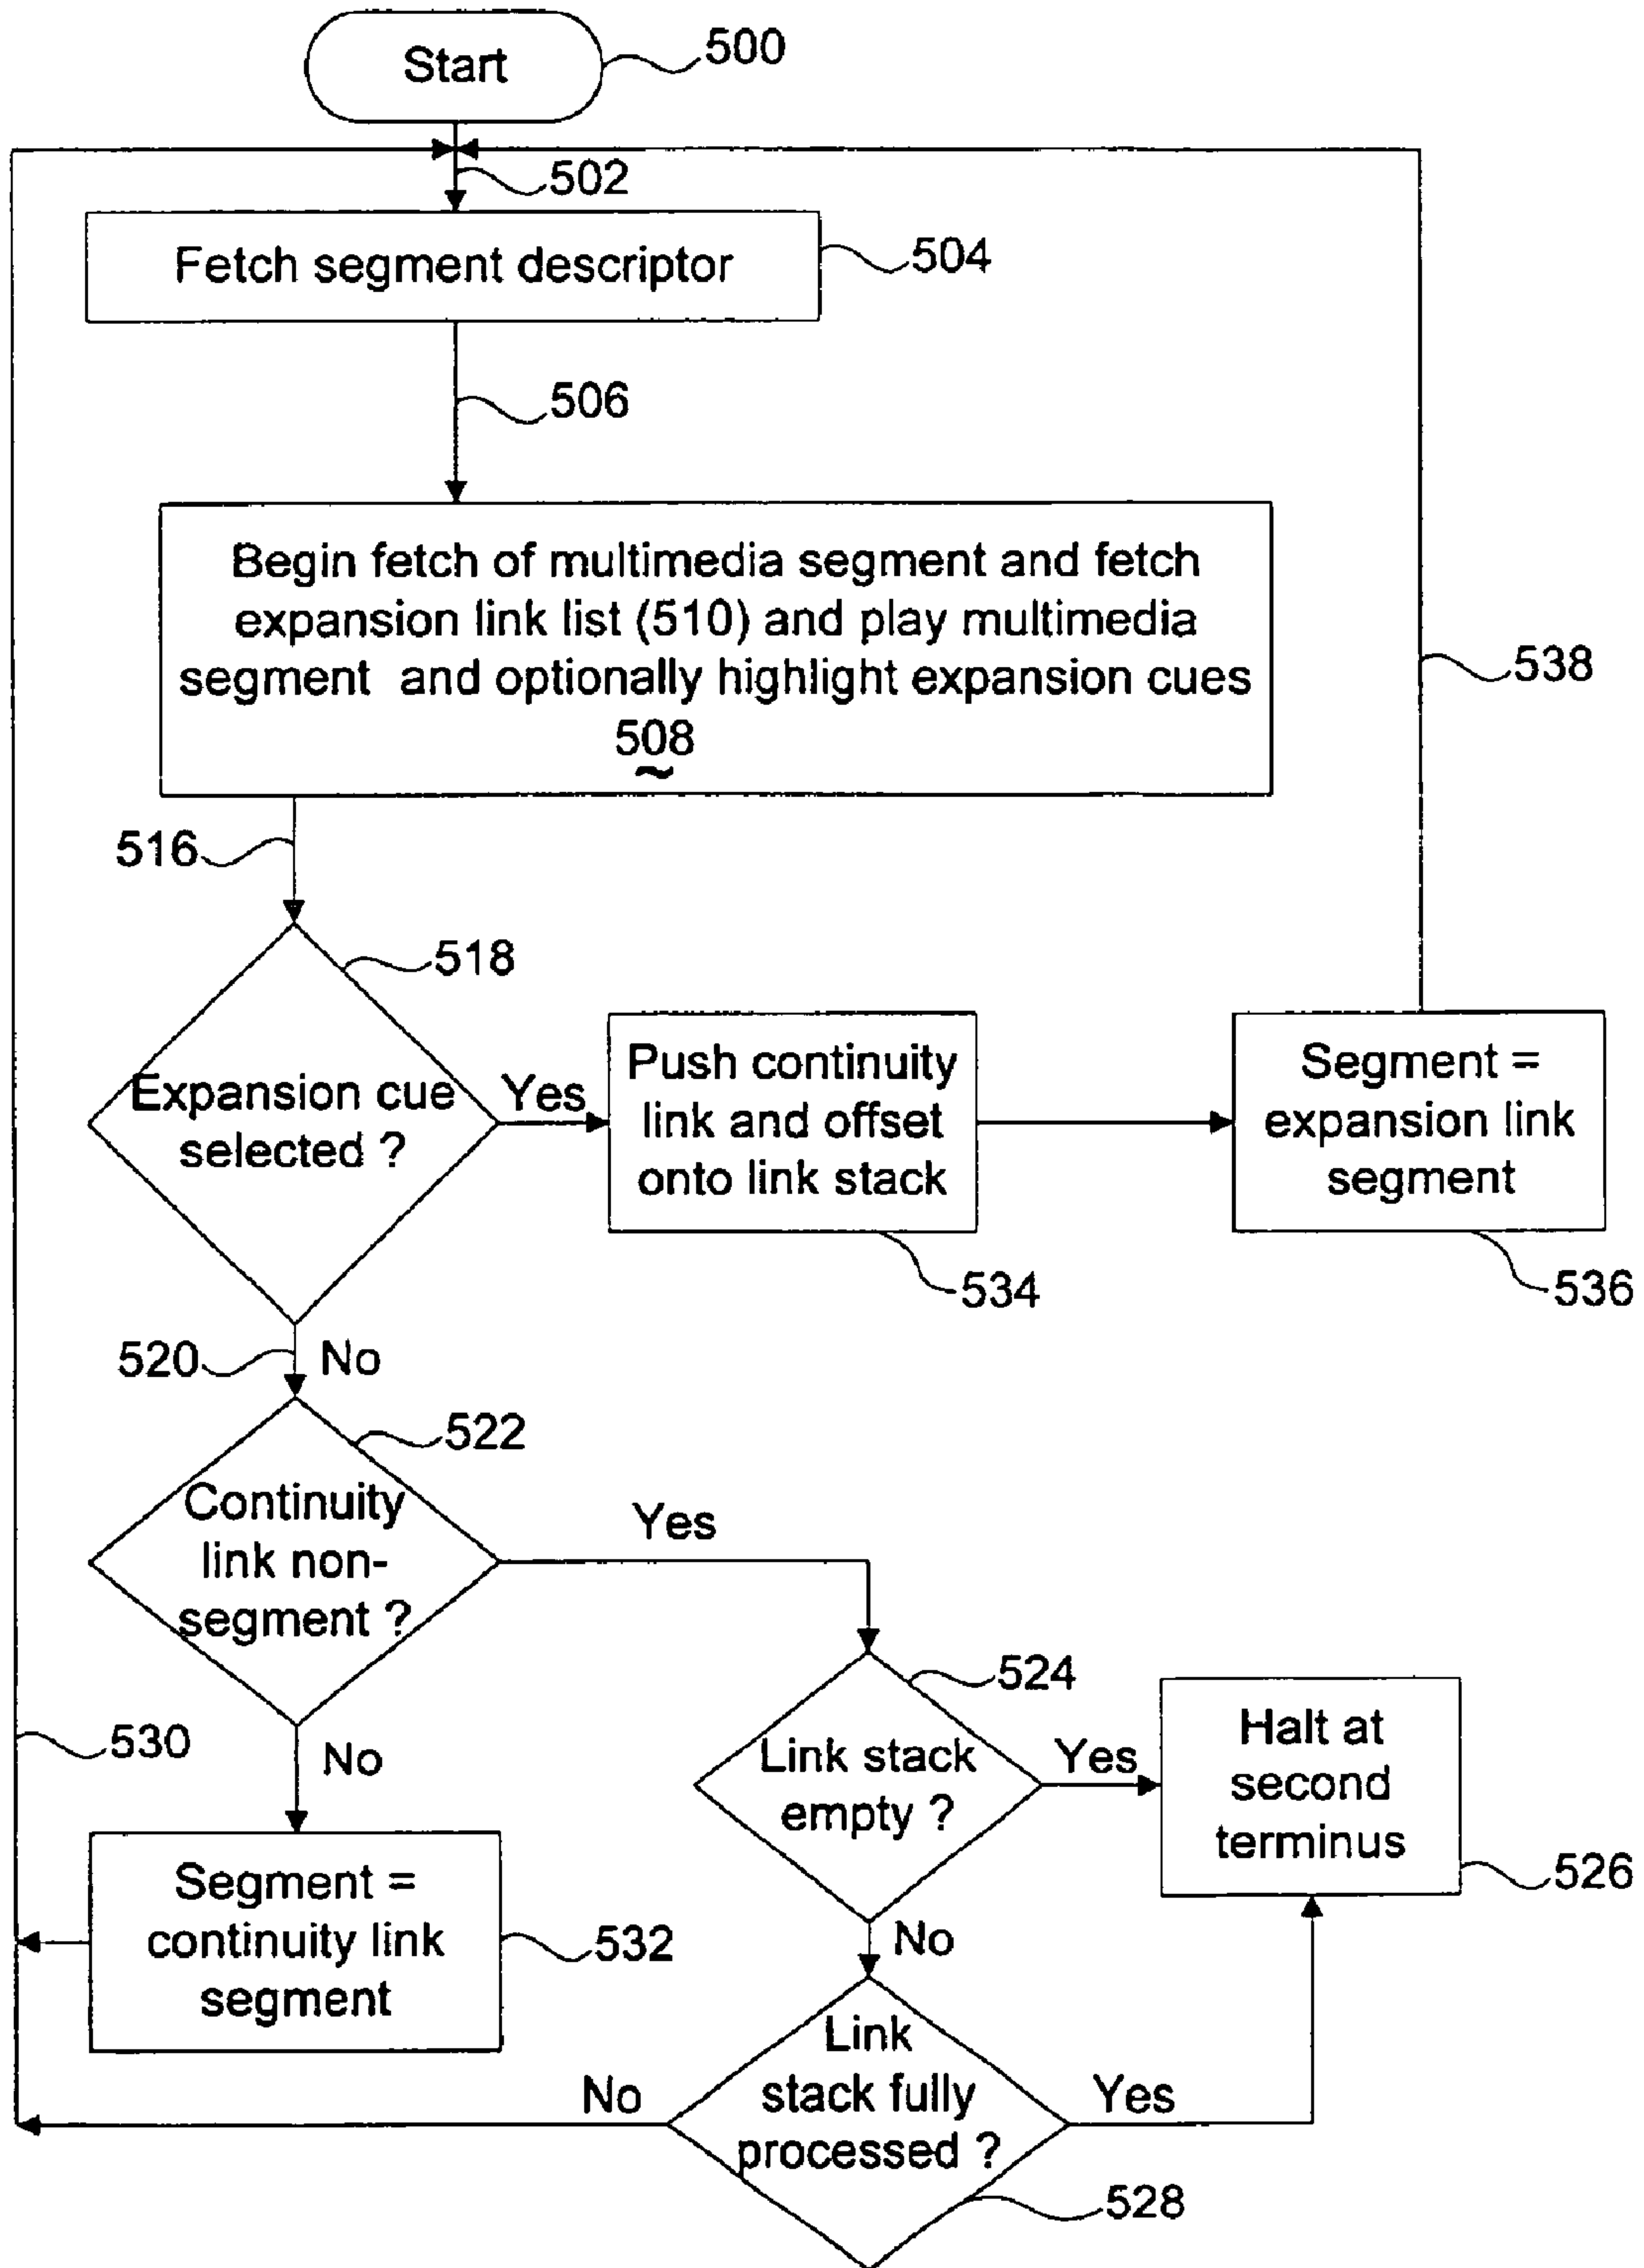 Start
500
502
Fetch segment descriptor
504
506
Begin fetch of multimedia segment and fetch
expansion link list (510) and play multimedia
segment and optionally highlight expansion cues
508
538
516
518
Expansion cue
selected ?
Yes
Push continuity
link and offset
onto link stack
534
Segment =
expansion link
segment
536
520
No
522
Continuity
link non-
segment ?
Yes
524
Link stack
empty ?
Yes
Halt at
second
terminus
526
530
No
Segment =
continuity link
segment
532
No
Link
stack fully
processed ?
No
Yes
528